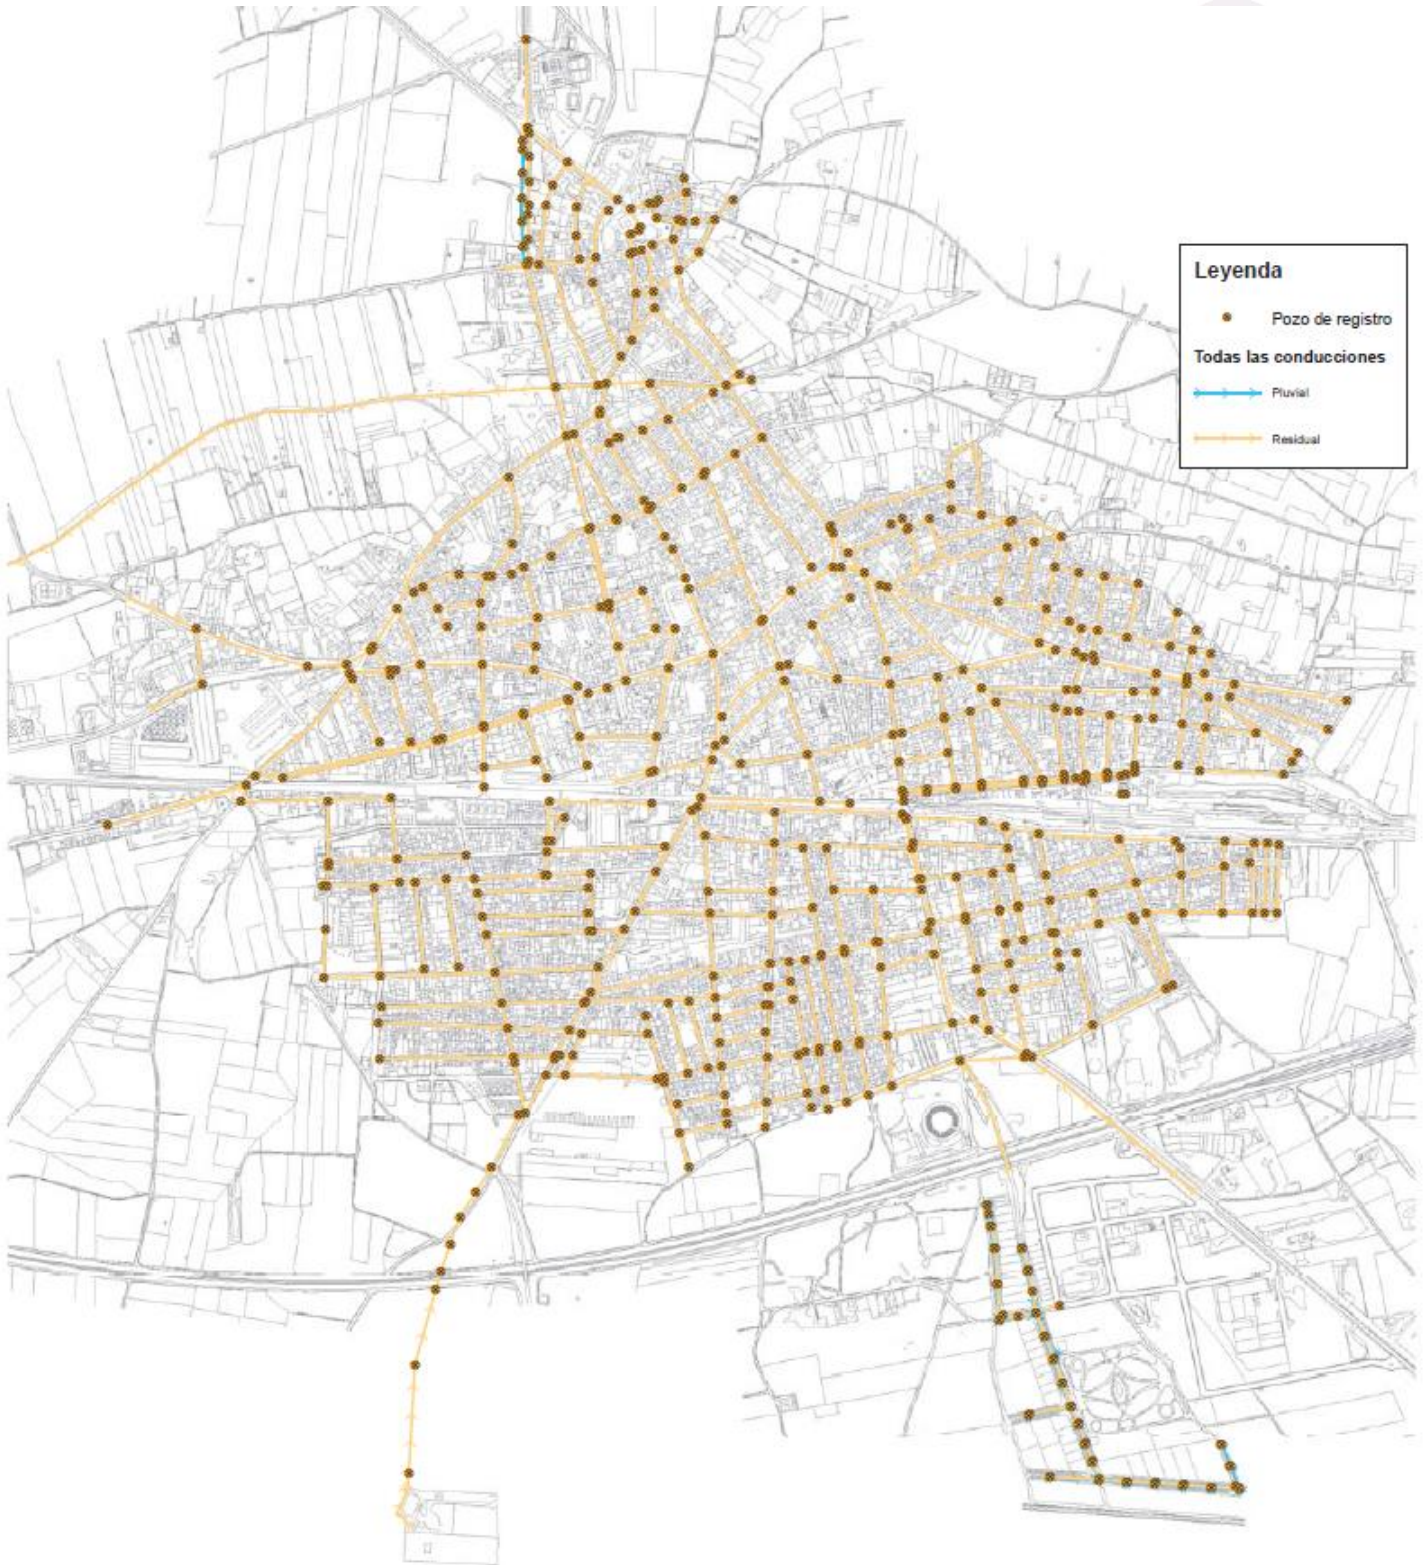 Leyenda
Pozo de registro
Todas las conducciones
Pluvial
Residual